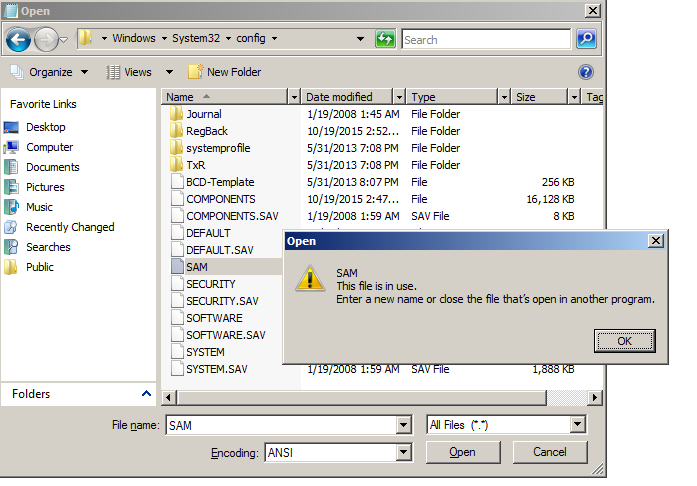 Open
Windows System32 config Search
Organize Views New Folder
Favorite Links
Desktop
Computer
Documents
Pictures
Music
Recently Changed
Searches
Public
Folders
Name Date modified Type Size Tag
Journal 1/19/2008 1:45 AM File Folder
RegBack 10/19/2015 2:52... File Folder
systemprofile 5/31/2013 7:08 PM File Folder
TxR 5/31/2013 7:08 PM File Folder
BCD-Template 5/31/2013 8:07 PM File 256 KB
COMPONENTS 10/19/2015 2:47... File 16,128 KB
COMPONENTS.SAV 1/19/2008 1:59 AM SAV File 8 KB
DEFAULT
DEFAULT.SAV
SAM
SECURITY
SECURITY.SAV
SOFTWARE
SOFTWARE.SAV
SYSTEM
SYSTEM.SAV 1/19/2008 1:59 AM SAV File 1,888 KB
Open
SAM
This file is in use.
Enter a new name or close the file that's open in another program.
OK
File name: SAM All Files (*.*)
Encoding: ANSI Open Cancel